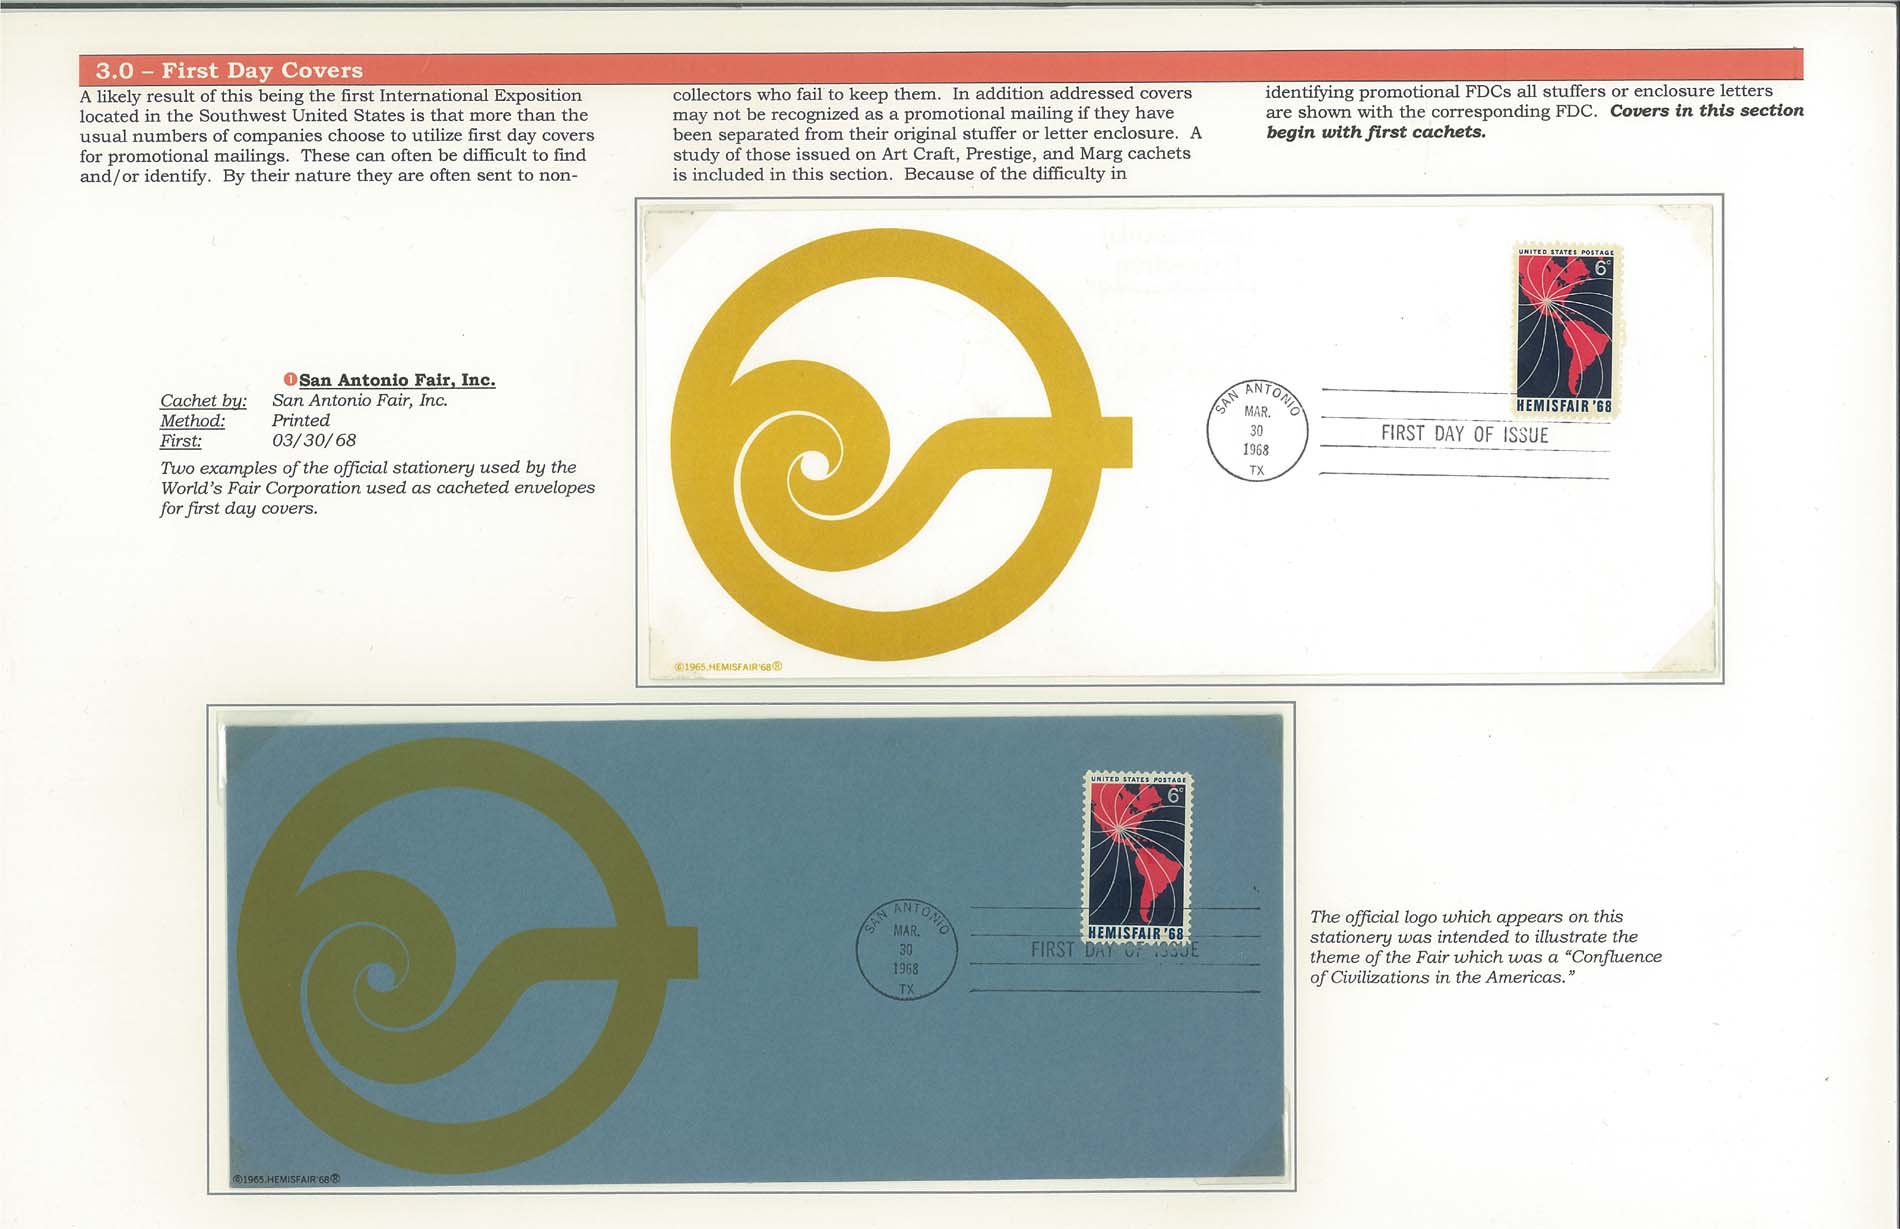 3.0 – First Day Covers
A likely result of this being the first International Exposition
located in the Southwest United States is that more than the
usual numbers of companies choose to utilize first day covers
for promotional mailings.  These can often be difficult to find
and/or identify.  By their nature they are often sent to non-
collectors who fail to keep them.  In addition addressed covers
may not be recognized as a promotional mailing if they have
been separated from their original stuffer or letter enclosure.  A
study of those issued on Art Craft, Prestige, and Marg cachets
is included in this section.  Because of the difficulty in
identifying promotional FDCs all stuffers or enclosure letters
are shown with the corresponding FDC.  Covers in this section
begin with first cachets.
❶San Antonio Fair, Inc.
Cachet by: San Antonio Fair, Inc.
Method: Printed
First: 03/30/68
Two examples of the official stationery used by the
World's Fair Corporation used as cacheted envelopes
for first day covers.
UNITED STATES POSTAGE
6c
HEMISFAIR '68
SAN ANTONIO
MAR.
30
1968
TX
FIRST DAY OF ISSUE
©1965.HEMISFAIR'68®
UNITED STATES POSTAGE
6c
HEMISFAIR '68
SAN ANTONIO
MAR.
30
1968
TX
FIRST DAY OF ISSUE
©1965.HEMISFAIR'68®
The official logo which appears on this
stationery was intended to illustrate the
theme of the Fair which was a “Confluence
of Civilizations in the Americas.”